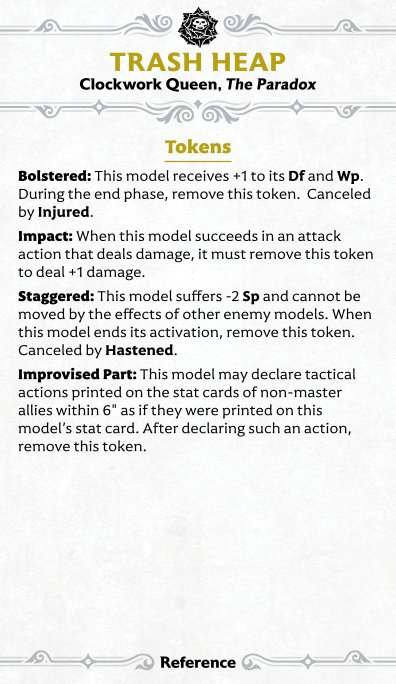 TRASH HEAP
Clockwork Queen, The Paradox
Tokens
Bolstered: This model receives +1 to its Df and Wp.
During the end phase, remove this token.  Canceled
by Injured.
Impact: When this model succeeds in an attack
action that deals damage, it must remove this token
to deal +1 damage.
Staggered: This model suffers -2 Sp and cannot be
moved by the effects of other enemy models. When
this model ends its activation, remove this token.
Canceled by Hastened.
Improvised Part: This model may declare tactical
actions printed on the stat cards of non-master
allies within 6" as if they were printed on this
model's stat card. After declaring such an action,
remove this token.
Reference